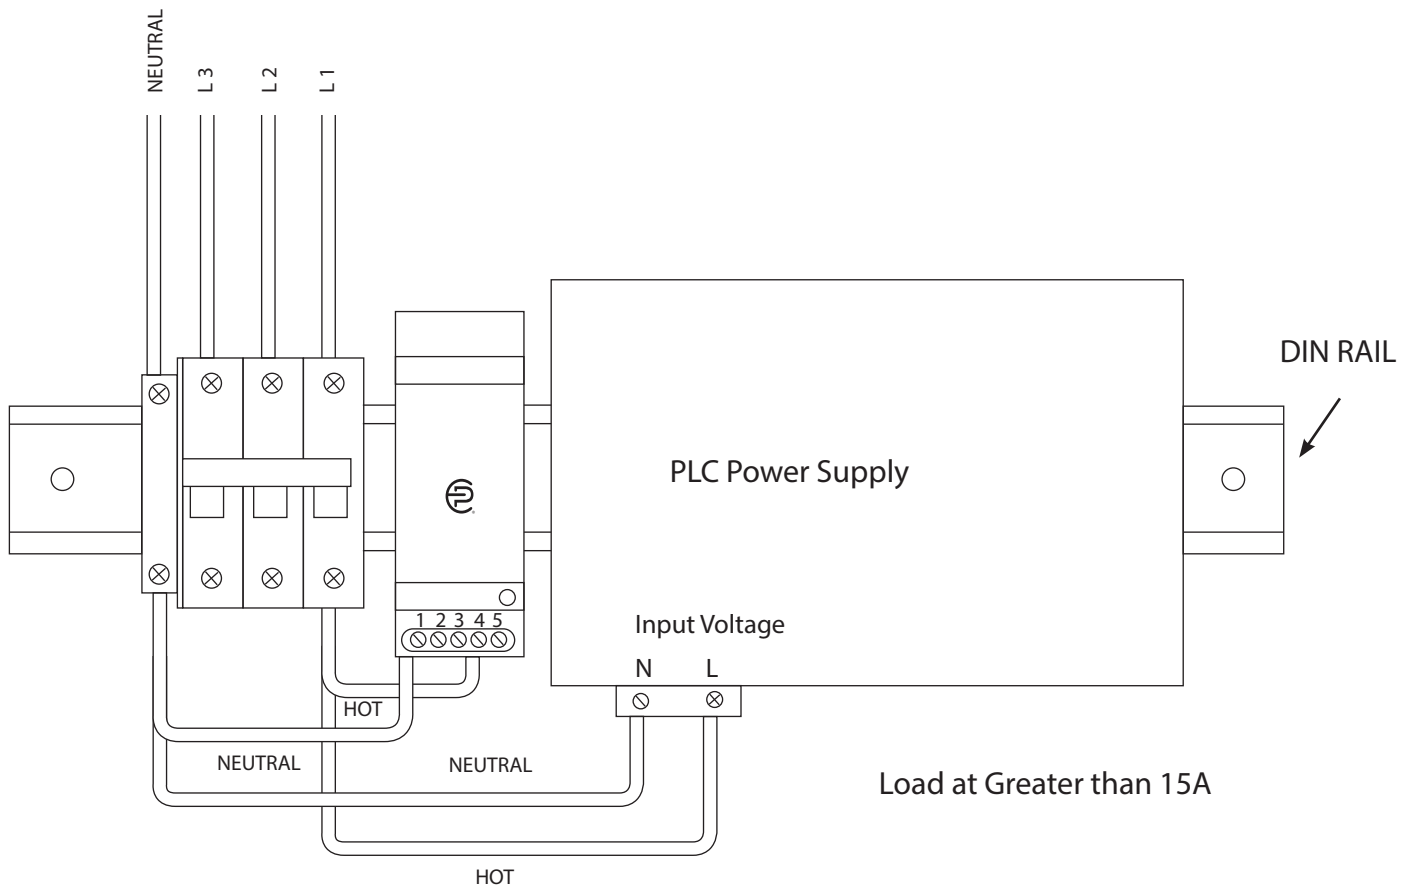 NEUTRAL
L 3
L 2
L 1
DIN RAIL
PLC Power Supply
Input Voltage
1 2 3 4 5
N L
HOT
NEUTRAL
NEUTRAL
Load at Greater than 15A
HOT